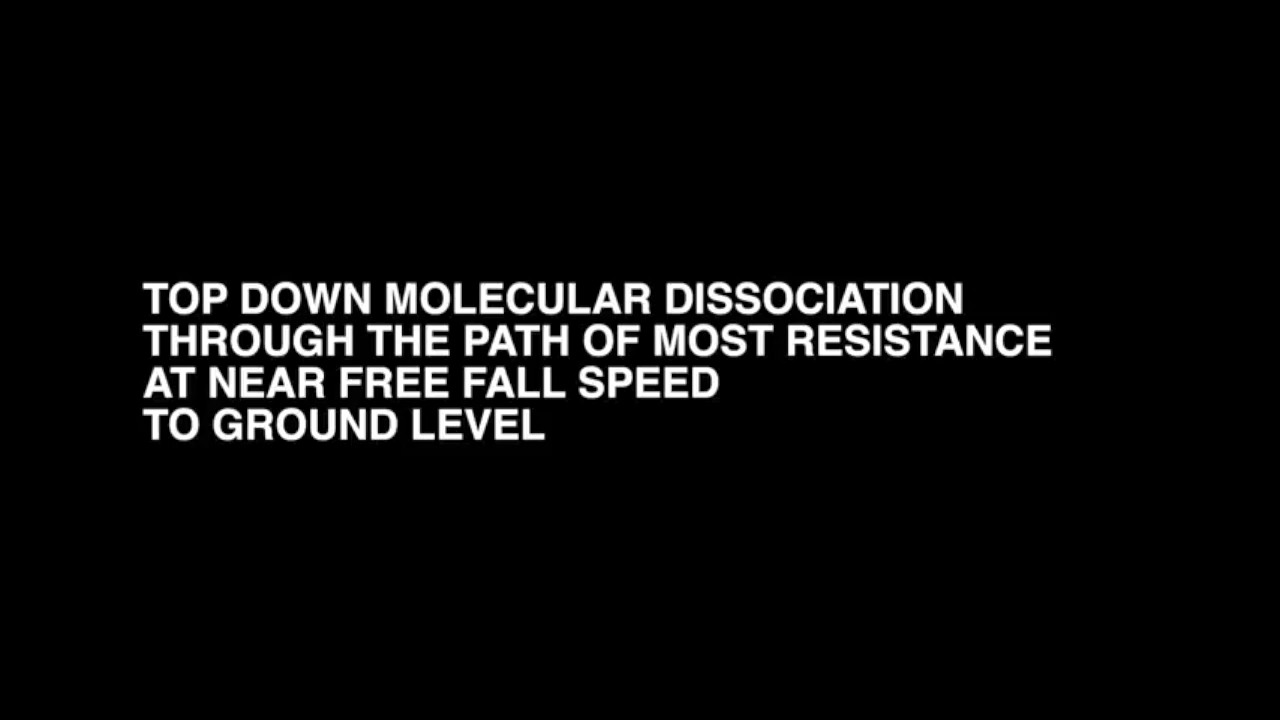 TOP DOWN MOLECULAR DISSOCIATION
THROUGH THE PATH OF MOST RESISTANCE
AT NEAR FREE FALL SPEED
TO GROUND LEVEL